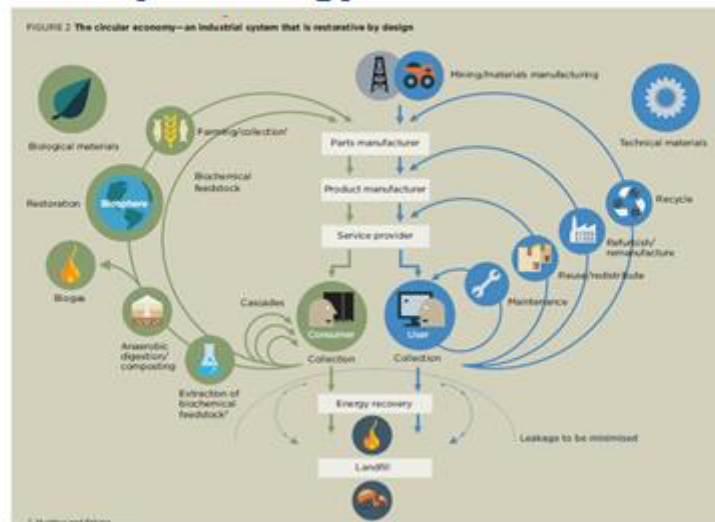 FIGURE 2 The circular economy—an industrial system that is restorative by design
Mining/materials manufacturing
Biological materials
Farming/collection¹
Parts manufacturer
Technical materials
Biochemical
feedstock
Restoration
Biosphere
Product manufacturer
Recycle
Service provider
Refurbish/
remanufacture
Reuse/redistribute
Biogas
Maintenance
Cascades
Consumer
User
Anaerobic
digestion/
composting
Collection
Collection
Extraction of
biochemical
feedstock²
Energy recovery
Leakage to be minimised
Landfill